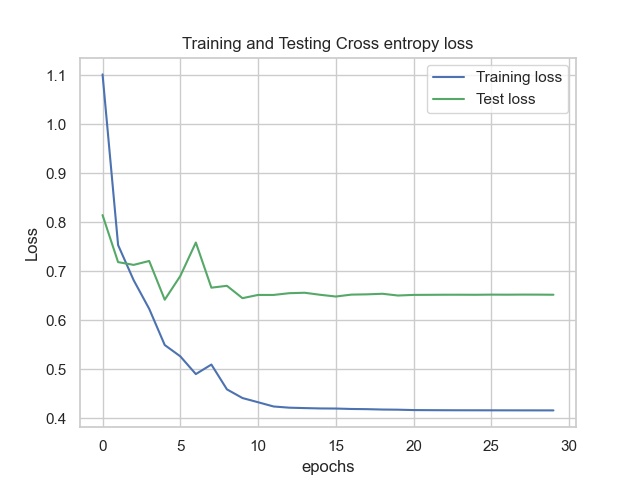 Training and Testing Cross entropy loss
Training loss
Test loss
1.1
1.0
0.9
0.8
0.7
0.6
0.5
0.4
Loss
0 5 10 15 20 25 30
epochs